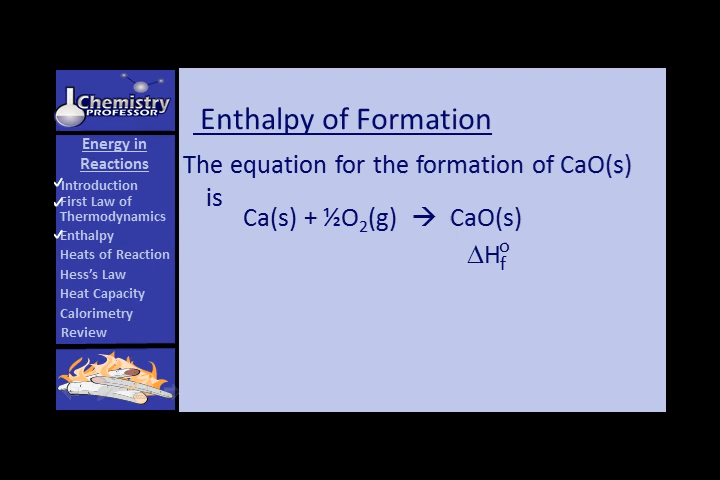 Chemistry
PROFESSOR
Energy in
Reactions
Introduction
First Law of
Thermodynamics
Enthalpy
Heats of Reaction
Hess's Law
Heat Capacity
Calorimetry
Review
Enthalpy of Formation
The equation for the formation of CaO(s)
is
Ca(s) + ½O₂(g) → CaO(s)
ΔH°f